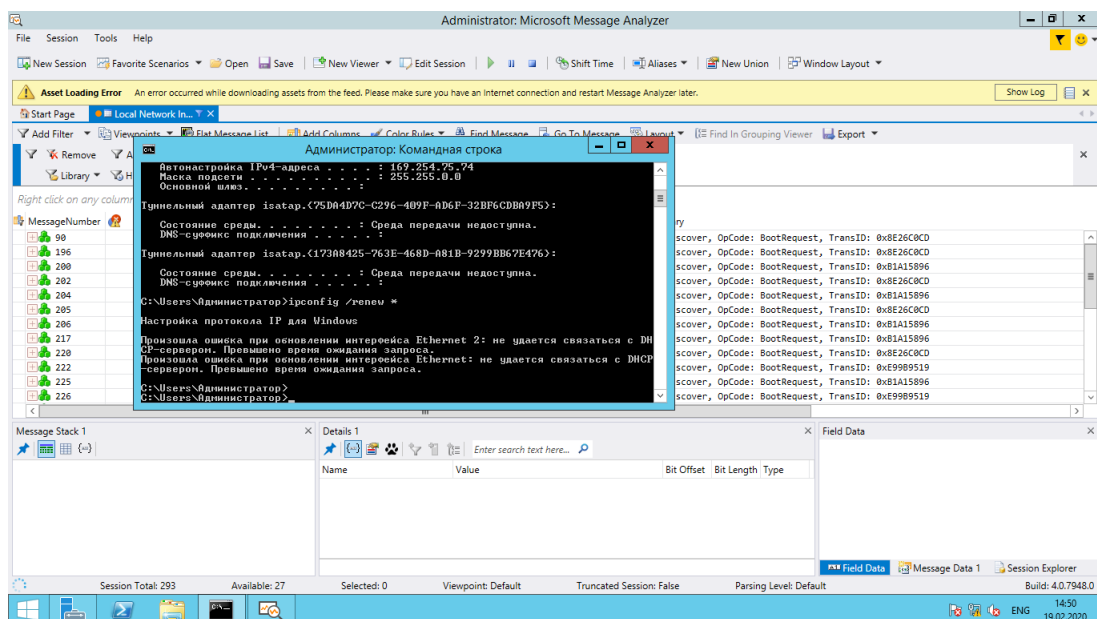 Administrator: Microsoft Message Analyzer
File Session Tools Help
New Session Favorite Scenarios Open Save New Viewer Edit Session Shift Time Aliases New Union Window Layout
Asset Loading Error An error occurred while downloading assets from the feed. Please make sure you have an Internet connection and restart Message Analyzer later. Show Log
Start Page Local Network In...
Add Filter Viewpoints Flat Message List Add Columns Color Rules Find Message Go To Message Layout Find In Grouping Viewer Export
Remove A
Library H
Right click on any column
MessageNumber
90
196
200
202
204
205
206
217
220
222
225
226
Администратор: Командная строка
Автонастройка IPv4-адреса . . . . : 169.254.75.74
Маска подсети . . . . . . . . . . : 255.255.0.0
Основной шлюз. . . . . . . . . :
Туннельный адаптер isatap.{75DA4D7C-C296-409F-AD6F-32BF6CDBA9F5}:
Состояние среды. . . . . . . . : Среда передачи недоступна.
DNS-суффикс подключения . . . . . :
Туннельный адаптер isatap.{173A8425-763E-468D-A81B-9299BB67E476}:
Состояние среды. . . . . . . . : Среда передачи недоступна.
DNS-суффикс подключения . . . . . :
C:\Users\Администратор>ipconfig /renew *
Настройка протокола IP для Windows
Произошла ошибка при обновлении интерфейса Ethernet 2: не удается связаться с DH
CP-сервером. Превышено время ожидания запроса.
Произошла ошибка при обновлении интерфейса Ethernet: не удается связаться с DHCP
-сервером. Превышено время ожидания запроса.
C:\Users\Администратор>
C:\Users\Администратор>_
ry
scover, OpCode: BootRequest, TransID: 0x8E26C0CD
scover, OpCode: BootRequest, TransID: 0x8E26C0CD
scover, OpCode: BootRequest, TransID: 0xB1A15896
scover, OpCode: BootRequest, TransID: 0x8E26C0CD
scover, OpCode: BootRequest, TransID: 0xB1A15896
scover, OpCode: BootRequest, TransID: 0x8E26C0CD
scover, OpCode: BootRequest, TransID: 0xB1A15896
scover, OpCode: BootRequest, TransID: 0xB1A15896
scover, OpCode: BootRequest, TransID: 0x8E26C0CD
scover, OpCode: BootRequest, TransID: 0xE99B9519
scover, OpCode: BootRequest, TransID: 0xB1A15896
scover, OpCode: BootRequest, TransID: 0xE99B9519
Message Stack 1
Details 1
Enter search text here...
Name Value Bit Offset Bit Length Type
Field Data
Field Data Message Data 1 Session Explorer
Session Total: 293 Available: 27 Selected: 0 Viewpoint: Default Truncated Session: False Parsing Level: Default Build: 4.0.7948.0
ENG 14:50
19.02.2020